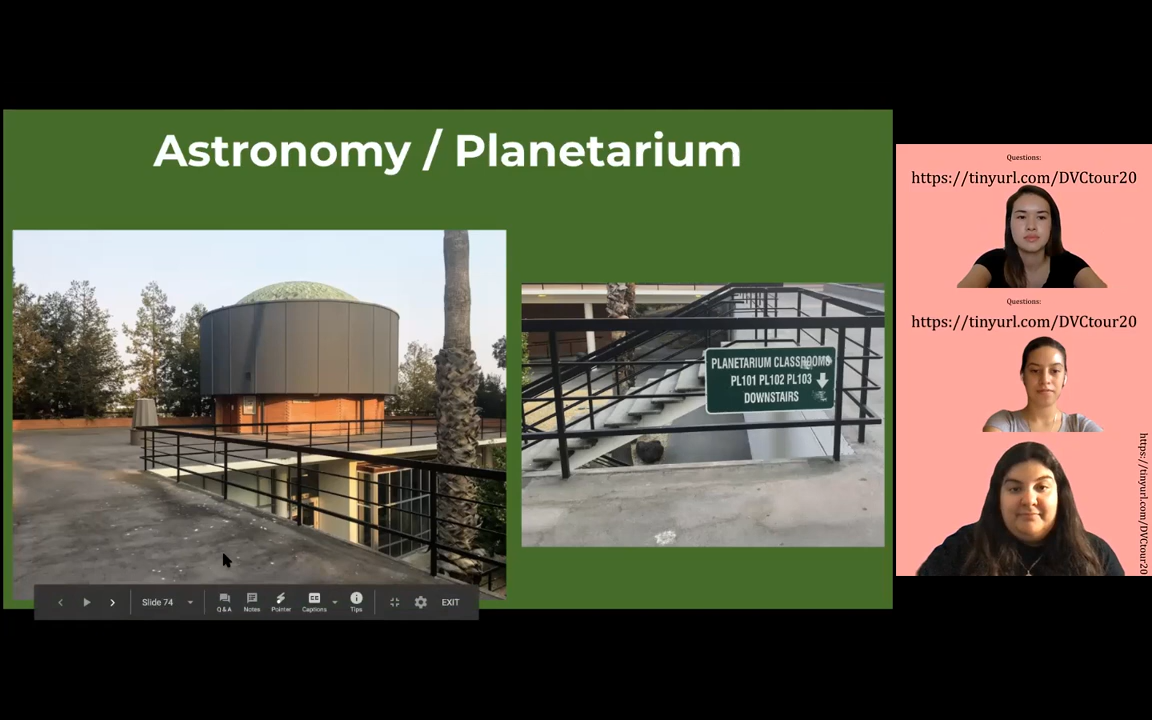 Astronomy / Planetarium
PLANETARIUM CLASSROOMS
PL101 PL102 PL103
DOWNSTAIRS
Slide 74
Q&A
Notes
Pointer
Captions
Tips
EXIT
Questions:
https://tinyurl.com/DVCtour20
Questions:
https://tinyurl.com/DVCtour20
https://tinyurl.com/DVCtour20